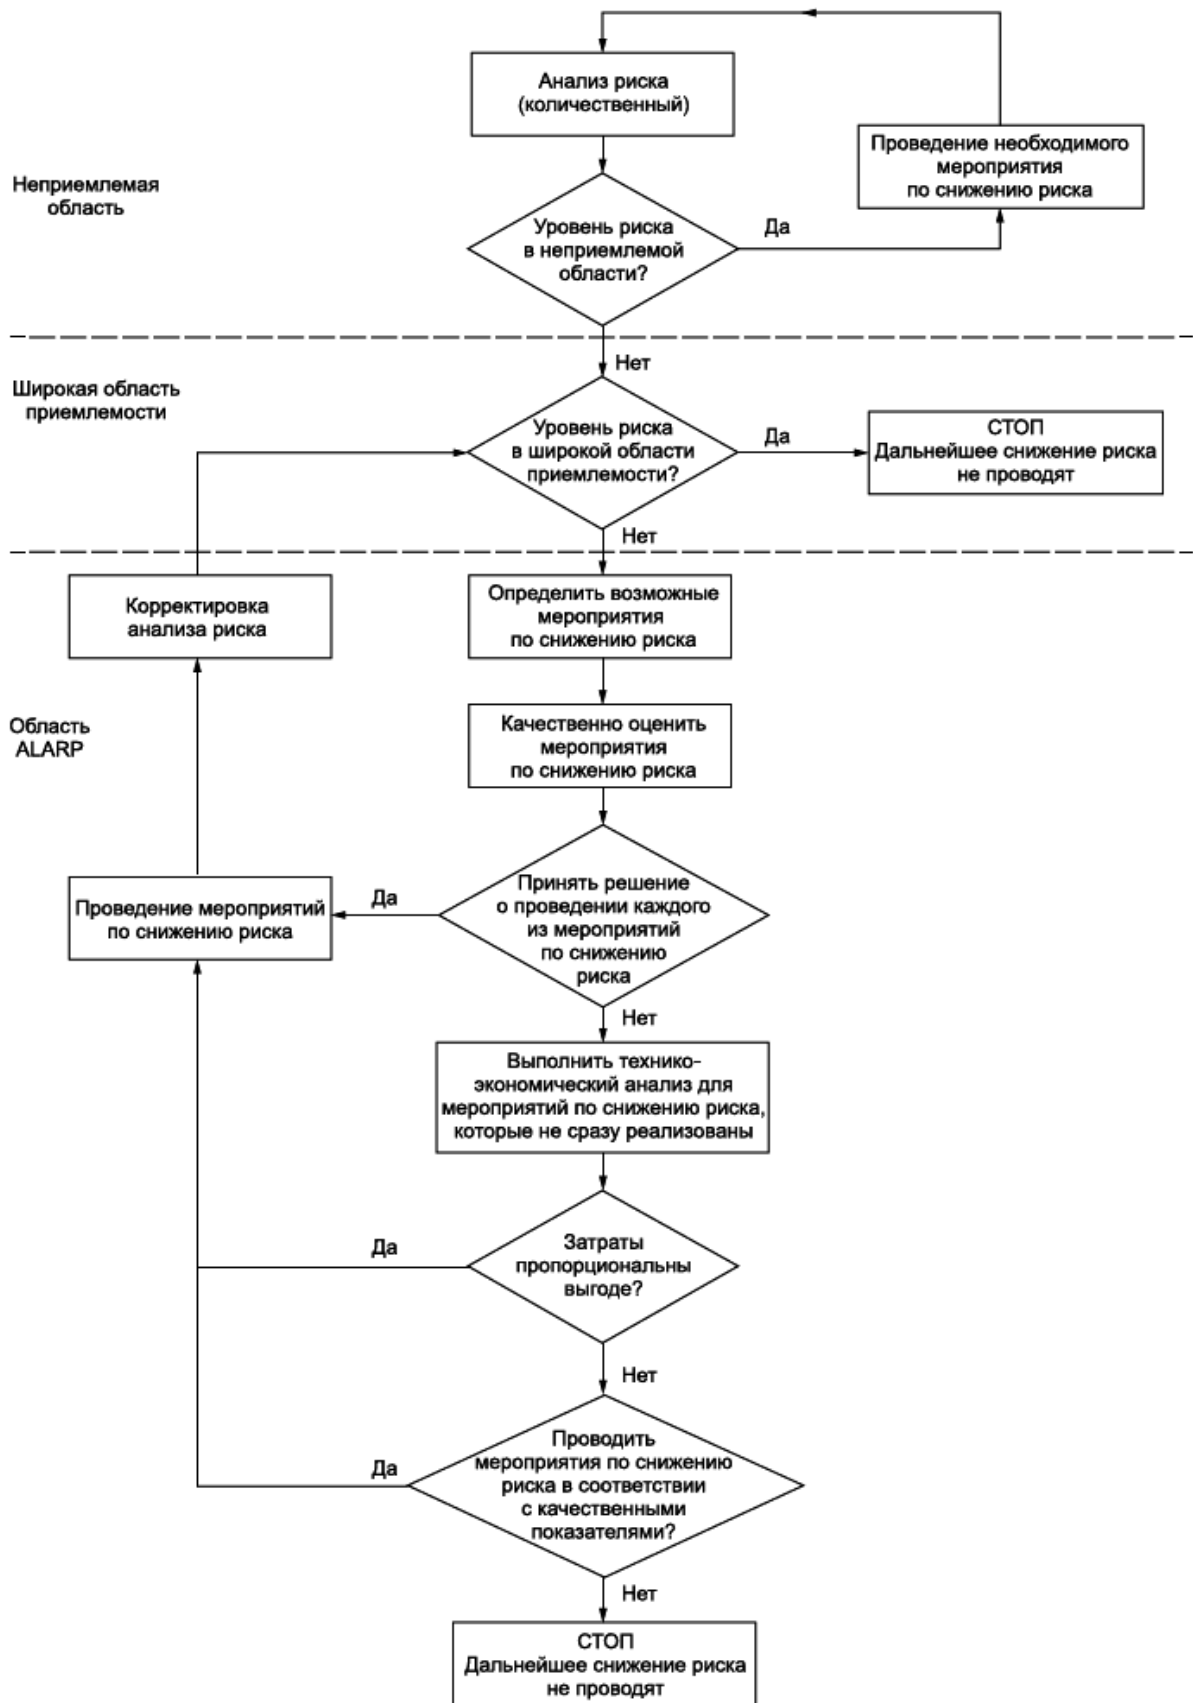 Анализ риска
(количественный)
Проведение необходимого
мероприятия
по снижению риска
Неприемлемая
область
Уровень риска
в неприемлемой
области?
Да
Нет
Широкая область
приемлемости
Уровень риска
в широкой области
приемлемости?
Да
СТОП
Дальнейшее снижение риска
не проводят
Нет
Корректировка
анализа риска
Определить возможные
мероприятия
по снижению риска
Область
ALARP
Качественно оценить
мероприятия
по снижению риска
Проведение мероприятий
по снижению риска
Да
Принять решение
о проведении каждого
из мероприятий
по снижению
риска
Нет
Выполнить технико-
экономический анализ для
мероприятий по снижению риска,
которые не сразу реализованы
Да
Затраты
пропорциональны
выгоде?
Нет
Да
Проводить
мероприятия по снижению
риска в соответствии
с качественными
показателями?
Нет
СТОП
Дальнейшее снижение риска
не проводят